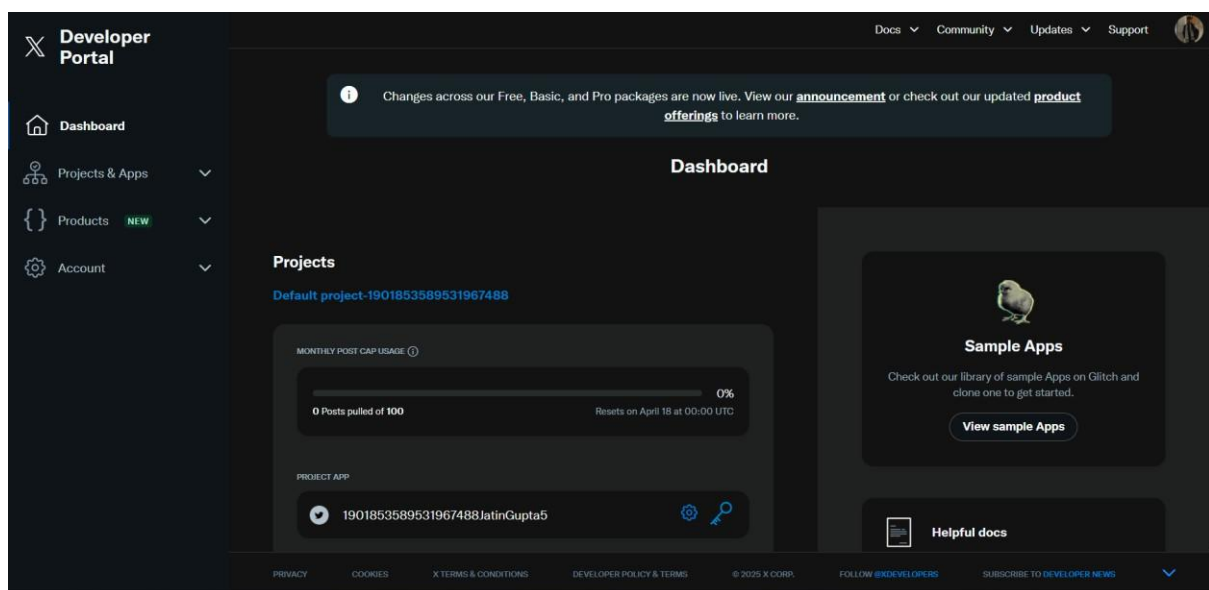 Developer
Portal
Docs
Community
Updates
Support
Dashboard
Projects & Apps
Products NEW
Account
Changes across our Free, Basic, and Pro packages are now live. View our announcement or check out our updated product
offerings to learn more.
Dashboard
Projects
Default project-1901853589531967488
MONTHLY POST CAP USAGE
0%
0 Posts pulled of 100
Resets on April 18 at 00:00 UTC
PROJECT APP
1901853589531967488JatinGupta5
Sample Apps
Check out our library of sample Apps on Glitch and
clone one to get started.
View sample Apps
Helpful docs
PRIVACY
COOKIES
X TERMS & CONDITIONS
DEVELOPER POLICY & TERMS
© 2025 X CORP.
FOLLOW @XDEVELOPERS
SUBSCRIBE TO DEVELOPER NEWS